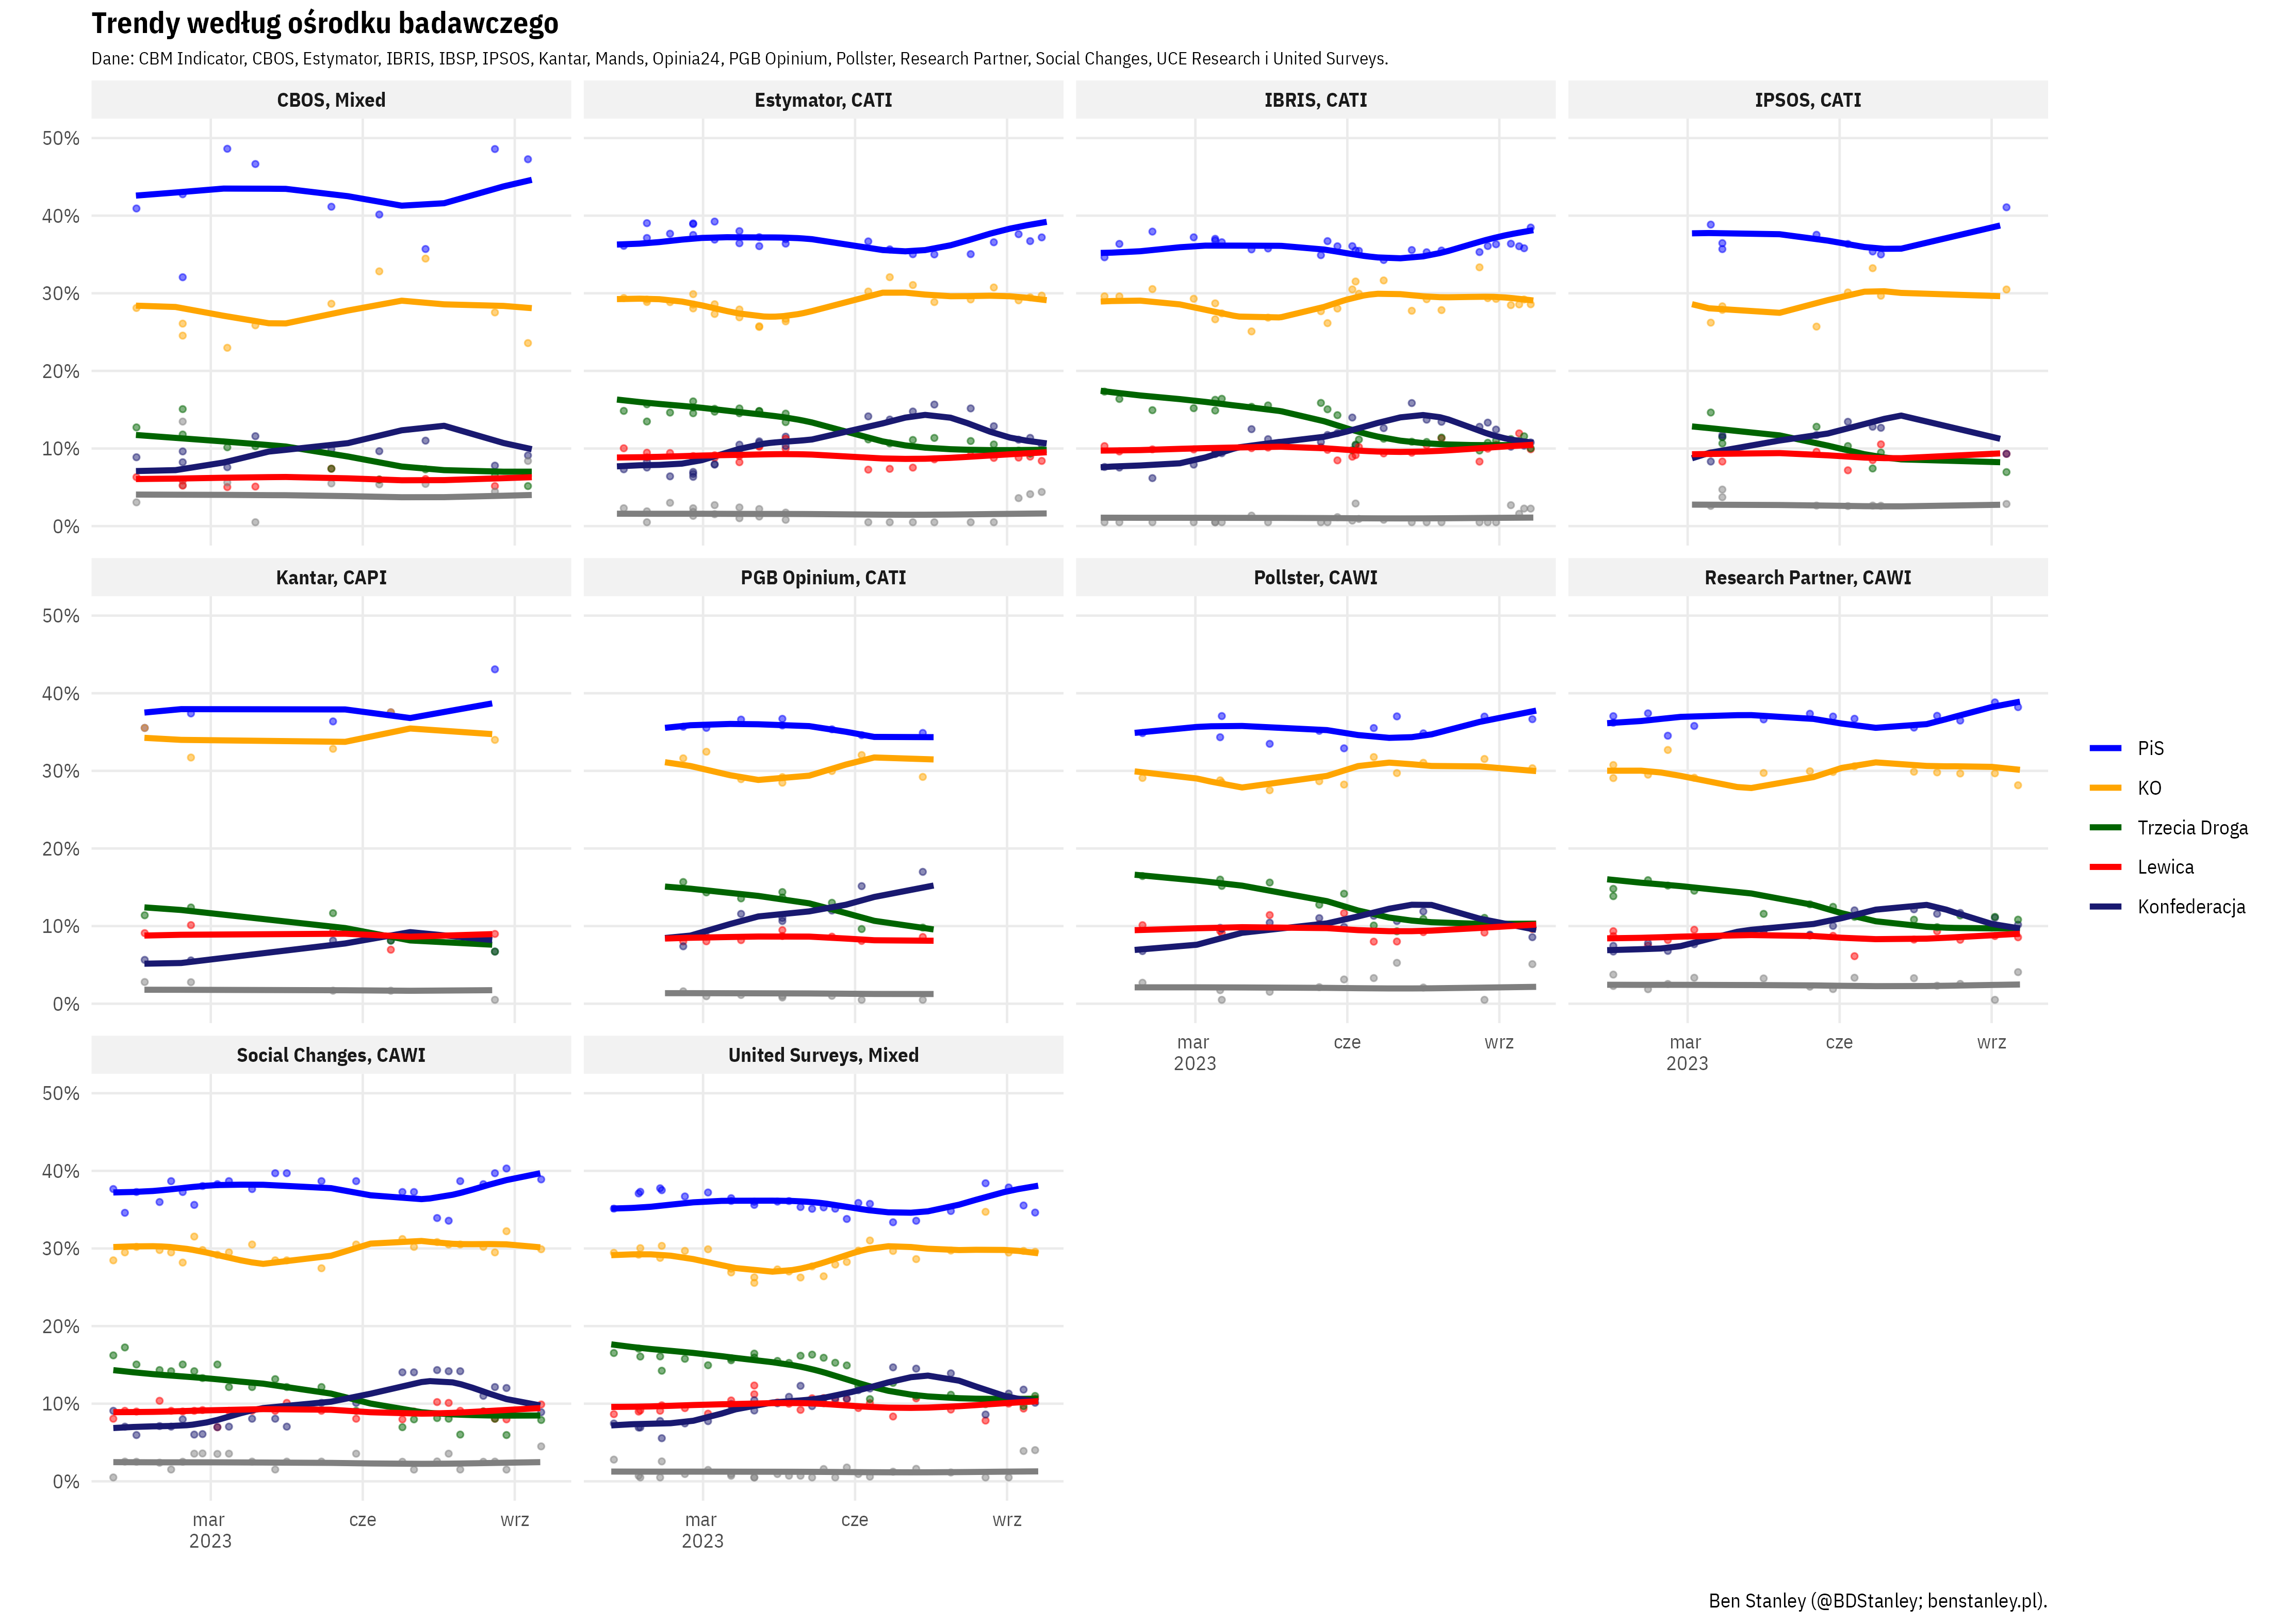 Trendy według ośrodku badawczego
Dane: CBM Indicator, CBOS, Estymator, IBRIS, IBSP, IPSOS, Kantar, Mands, Opinia24, PGB Opinium, Pollster, Research Partner, Social Changes, UCE Research i United Surveys.
CBOS, Mixed
Estymator, CATI
IBRIS, CATI
IPSOS, CATI
50%
40%
30%
20%
10%
0%
Kantar, CAPI
PGB Opinium, CATI
Pollster, CAWI
Research Partner, CAWI
50%
40%
30%
20%
10%
0%
mar
2023
cze
wrz
mar
2023
cze
wrz
PiS
KO
Trzecia Droga
Lewica
Konfederacja
Social Changes, CAWI
United Surveys, Mixed
50%
40%
30%
20%
10%
0%
mar
2023
cze
wrz
mar
2023
cze
wrz
Ben Stanley (@BDStanley; benstanley.pl).